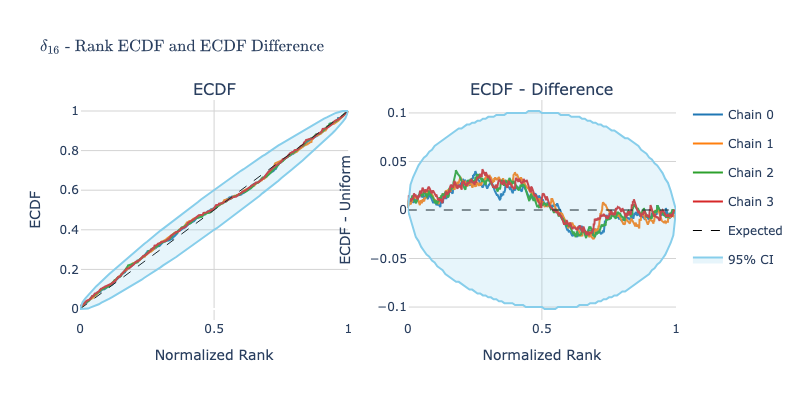 δ₁₆ - Rank ECDF and ECDF Difference
ECDF
ECDF
1
0.8
0.6
0.4
0.2
0
0
0.5
1
Normalized Rank
ECDF - Difference
ECDF - Uniform
0.1
0.05
0
−0.05
−0.1
0
0.5
1
Normalized Rank
Chain 0
Chain 1
Chain 2
Chain 3
Expected
95% CI